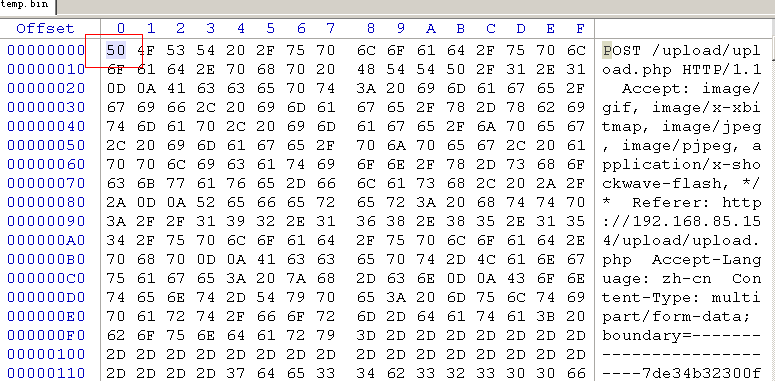 temp.bin
Offset 0 1 2 3 4 5 6 7 8 9 A B C D E F
00000000 50 4F 53 54 20 2F 75 70 6C 6F 61 64 2F 75 70 6C POST /upload/upl
00000010 6F 61 64 2E 70 68 70 20 48 54 54 50 2F 31 2E 31 oad.php HTTP/1.1
00000020 0D 0A 41 63 63 65 70 74 3A 20 69 6D 61 67 65 2F Accept: image/
00000030 67 69 66 2C 20 69 6D 61 67 65 2F 78 2D 78 62 69 gif, image/x-xbi
00000040 74 6D 61 70 2C 20 69 6D 61 67 65 2F 6A 70 65 67 tmap, image/jpeg
00000050 2C 20 69 6D 61 67 65 2F 70 6A 70 65 67 2C 20 61 , image/pjpeg, a
00000060 70 70 6C 69 63 61 74 69 6F 6E 2F 78 2D 73 68 6F pplication/x-sho
00000070 63 6B 77 61 76 65 2D 66 6C 61 73 68 2C 20 2A 2F ckwave-flash, */
00000080 2A 0D 0A 52 65 66 65 72 65 72 3A 20 68 74 74 70 * Referer: http
00000090 3A 2F 2F 31 39 32 2E 31 36 38 2E 38 35 2E 31 35 ://192.168.85.15
000000A0 34 2F 75 70 6C 6F 61 64 2F 75 70 6C 6F 61 64 2E 4/upload/upload.
000000B0 70 68 70 0D 0A 41 63 63 65 70 74 2D 4C 61 6E 67 php Accept-Lang
000000C0 75 61 67 65 3A 20 7A 68 2D 63 6E 0D 0A 43 6F 6E uage: zh-cn Con
000000D0 74 65 6E 74 2D 54 79 70 65 3A 20 6D 75 6C 74 69 tent-Type: multi
000000E0 70 61 72 74 2F 66 6F 72 6D 2D 64 61 74 61 3B 20 part/form-data;
000000F0 62 6F 75 6E 64 61 72 79 3D 2D 2D 2D 2D 2D 2D 2D boundary=-------
00000100 2D 2D 2D 2D 2D 2D 2D 2D 2D 2D 2D 2D 2D 2D 2D 2D ----------------
00000110 2D 2D 2D 2D 37 64 65 33 34 62 33 32 33 30 30 66 ----7de34b32300f